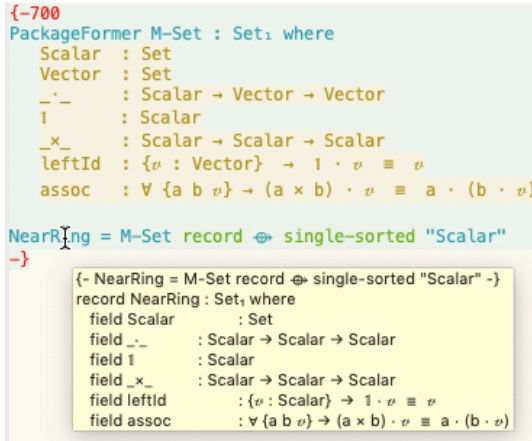 {-700
PackageFormer M-Set : Set₁ where
Scalar : Set
Vector : Set
_·_ : Scalar → Vector → Vector
1 : Scalar
_×_ : Scalar → Scalar → Scalar
leftId : {𝓋 : Vector} → 1 · 𝓋 ≡ 𝓋
assoc : ∀ {a b 𝓋} → (a × b) · 𝓋 ≡ a · (b · 𝓋)
NearRing = M-Set record ⟴ single-sorted "Scalar"
-}
{- NearRing = M-Set record ⟴ single-sorted "Scalar" -}
record NearRing : Set₁ where
field Scalar : Set
field _·_ : Scalar → Scalar → Scalar
field 1 : Scalar
field _×_ : Scalar → Scalar → Scalar
field leftId : {𝓋 : Scalar} → 1 · 𝓋 ≡ 𝓋
field assoc : ∀ {a b 𝓋} → (a × b) · 𝓋 ≡ a · (b · 𝓋)